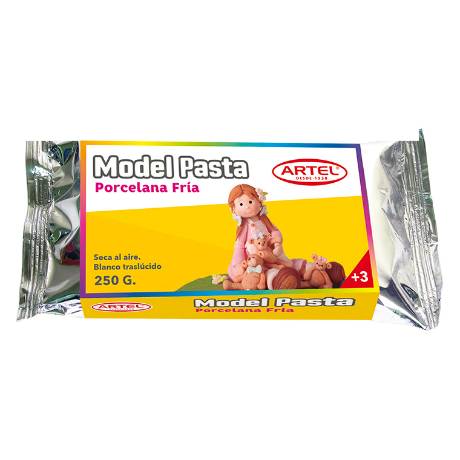 Model Pasta
Porcelana Fría
ARTEL
DESDE 1938
Seca al aire.
Blanco traslúcido
250 G.
+3
ARTEL
Model Pasta
Porcelana Fría